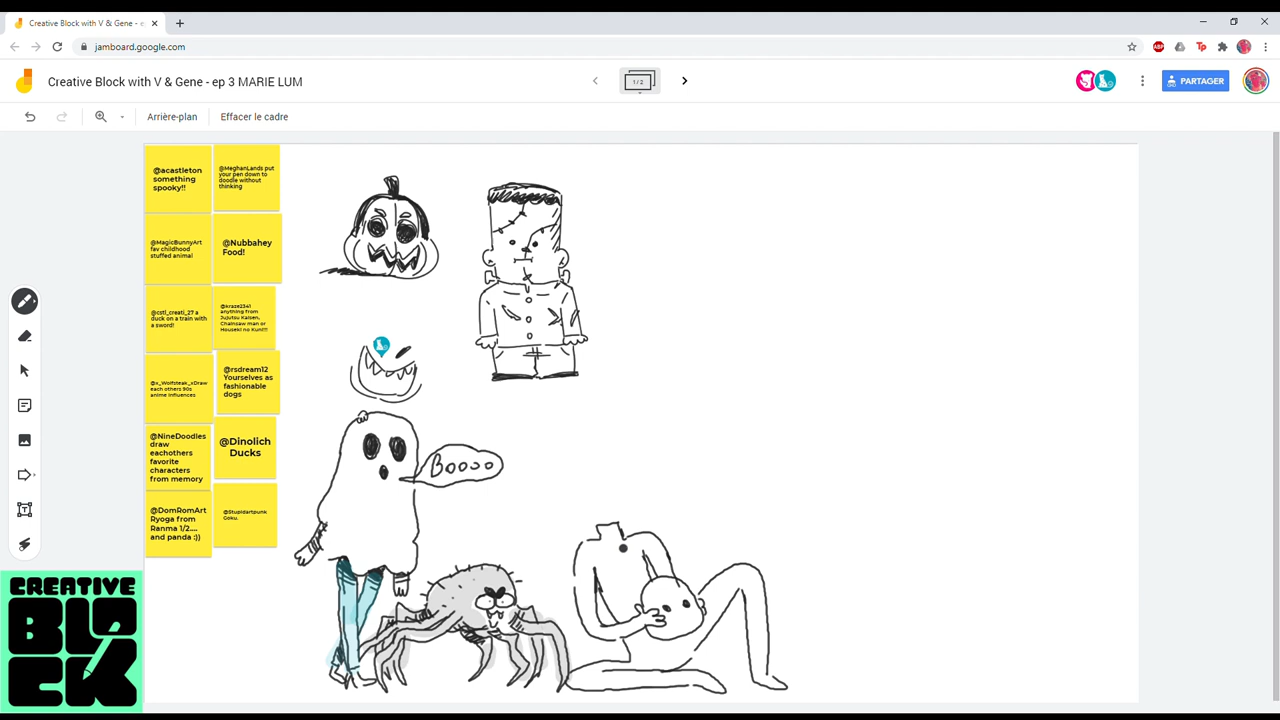 Creative Block with V & Gene - e
jamboard.google.com
ABP
Tp
Creative Block with V & Gene - ep 3 MARIE LUM
1 / 2
PARTAGER
Arrière-plan
Effacer le cadre
@acastleton
something
spooky!!
@MeghanLands put
your pen down to
doodle without
thinking
@MagicBunnyArt
fav childhood
stuffed animal
@Nubbahey
Food!
@csti_creati_27 a
duck on a train with
a sword!
@kraze2341
anything from
Jujutsu Kaisen,
Chainsaw man or
Houseki no Kuni!!!
@x_Wolfsteak_xDraw
each others 90s
anime influences
@rsdream12
Yourselves as
fashionable
dogs
@NineDoodles
draw
eachothers
favorite
characters
from memory
@Dinolich
Ducks
@DomRomArt
Ryoga from
Ranma 1/2....
and panda :))
@Stupidartpunk
Goku.
Boooo
CREATIVE
BLOCK